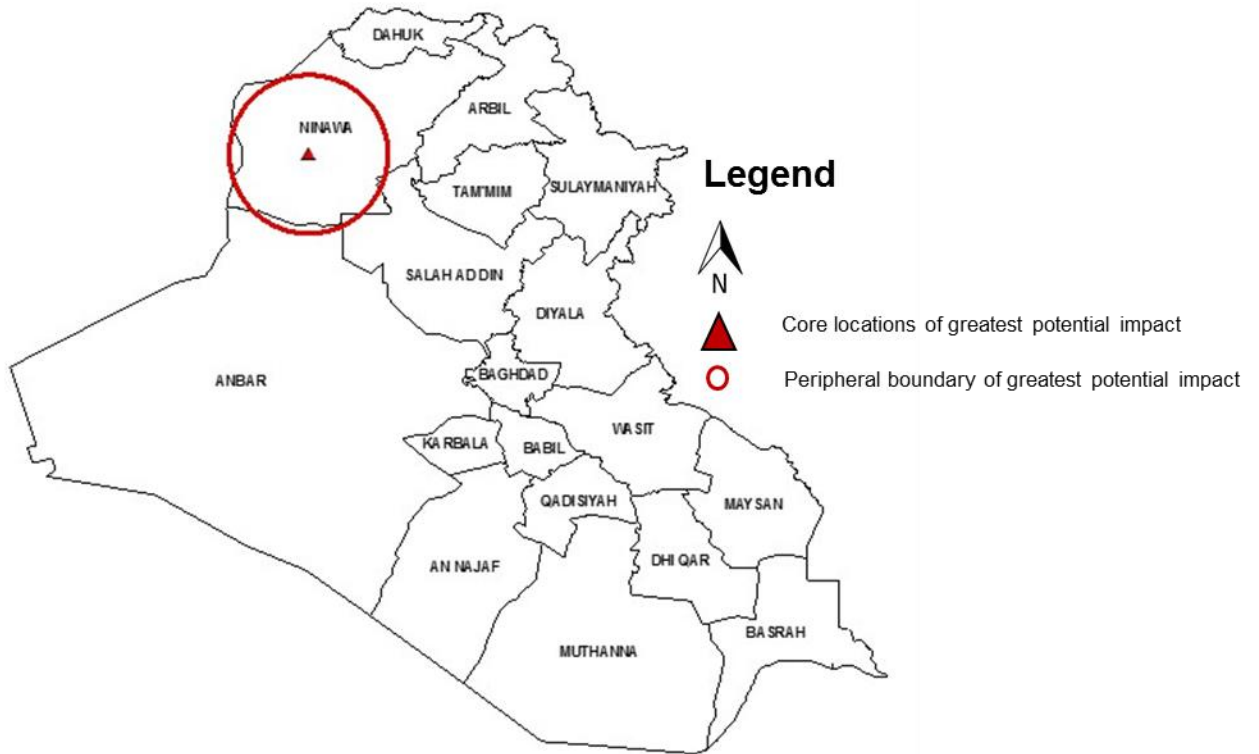 DAHUK
NINAWA
ARBIL
TAM'MIM
SULAYMANIYAH
SALAH ADDIN
DIYALA
ANBAR
BAGHDAD
KARBALA
BABIL
WASIT
QADISIYAH
MAYSAN
AN NAJAF
DHI QAR
BASRAH
MUTHANNA
Legend
N
Core locations of greatest potential impact
Peripheral boundary of greatest potential impact